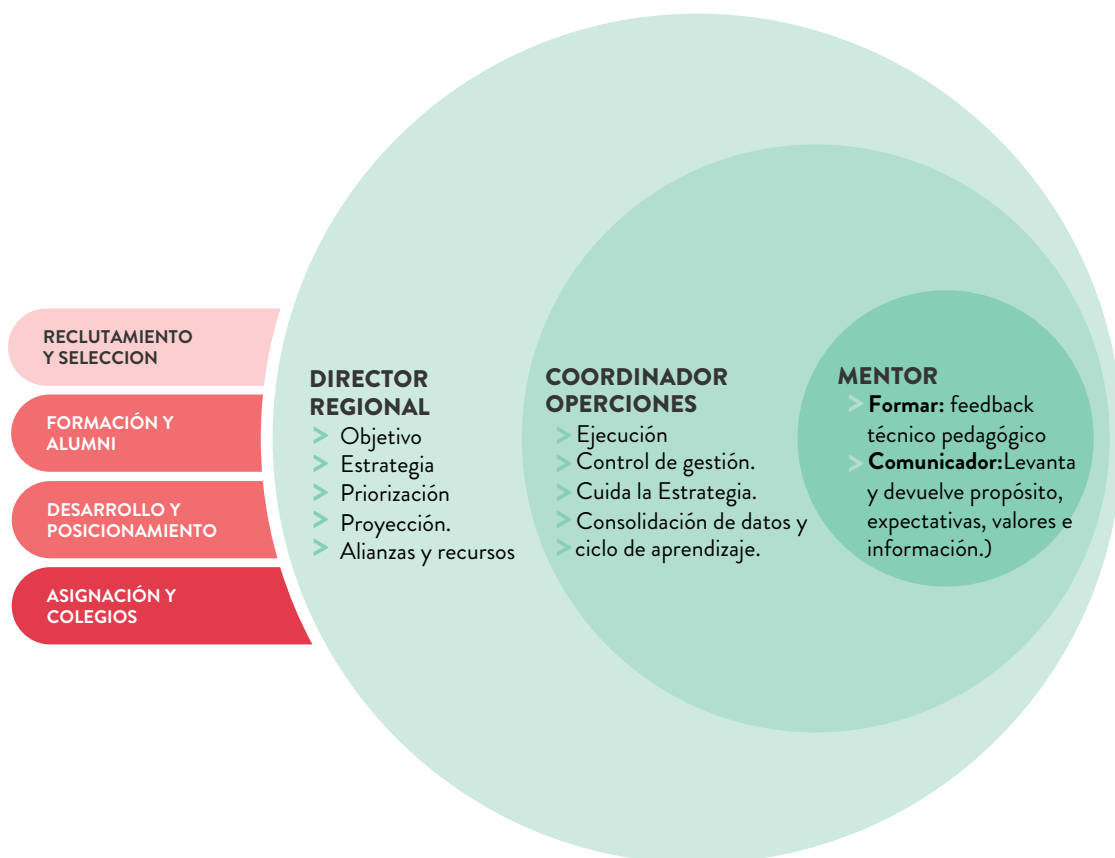 RECLUTAMIENTO
Y SELECCION
FORMACIÓN Y
ALUMNI
DESARROLLO Y
POSICIONAMIENTO
ASIGNACIÓN Y
COLEGIOS
DIRECTOR
REGIONAL
> Objetivo
> Estrategia
> Priorización
> Proyección.
> Alianzas y recursos
COORDINADOR
OPERCIONES
> Ejecución
> Control de gestión.
> Cuida la Estrategia.
> Consolidación de datos y
> ciclo de aprendizaje.
MENTOR
> Formar: feedback
técnico pedagógico
> Comunicador:Levanta
y devuelve propósito,
expectativas, valores e
información.)